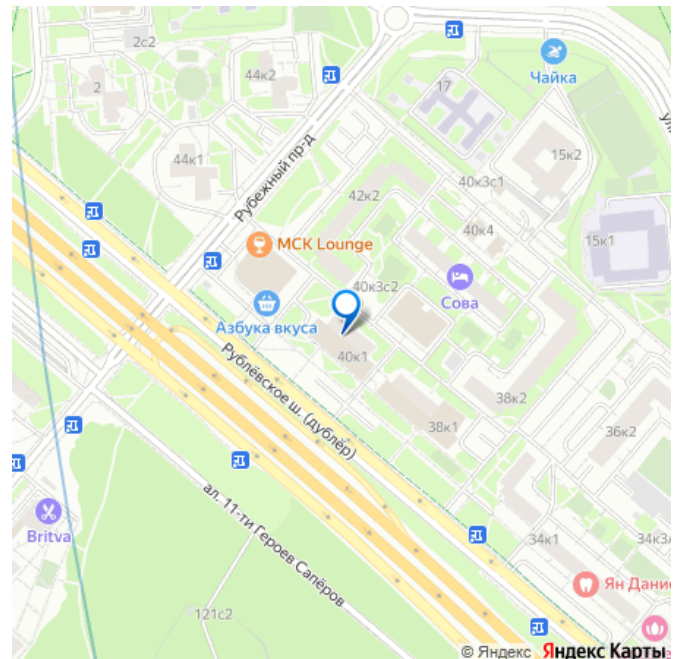 2с2
44к2
2
17
Чайка
44к1
Рубежный пр-д
42к2
40к3с1
15к2
40к4
15к1
МСК Lounge
40к3с2
Сова
Азбука вкуса
40к1
Рублёвское ш. (дублёр)
38к2
38к1
36к2
ал. 11-ти Героев Сапёров
Britva
34к1
34к3
Ян Дани
121с2
© Яндекс Яндекс Карты